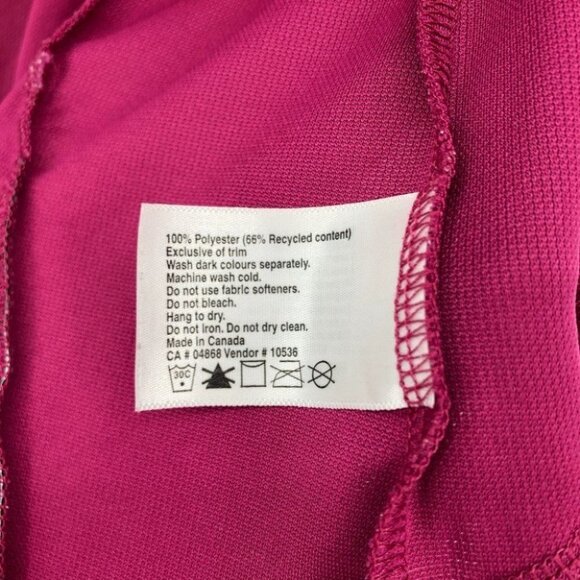 100% Polyester (66% Recycled content)
Exclusive of trim
Wash dark colours separately.
Machine wash cold.
Do not use fabric softeners.
Do not bleach.
Hang to dry.
Do not iron. Do not dry clean.
Made in Canada
CA # 04868 Vendor # 10536
30C